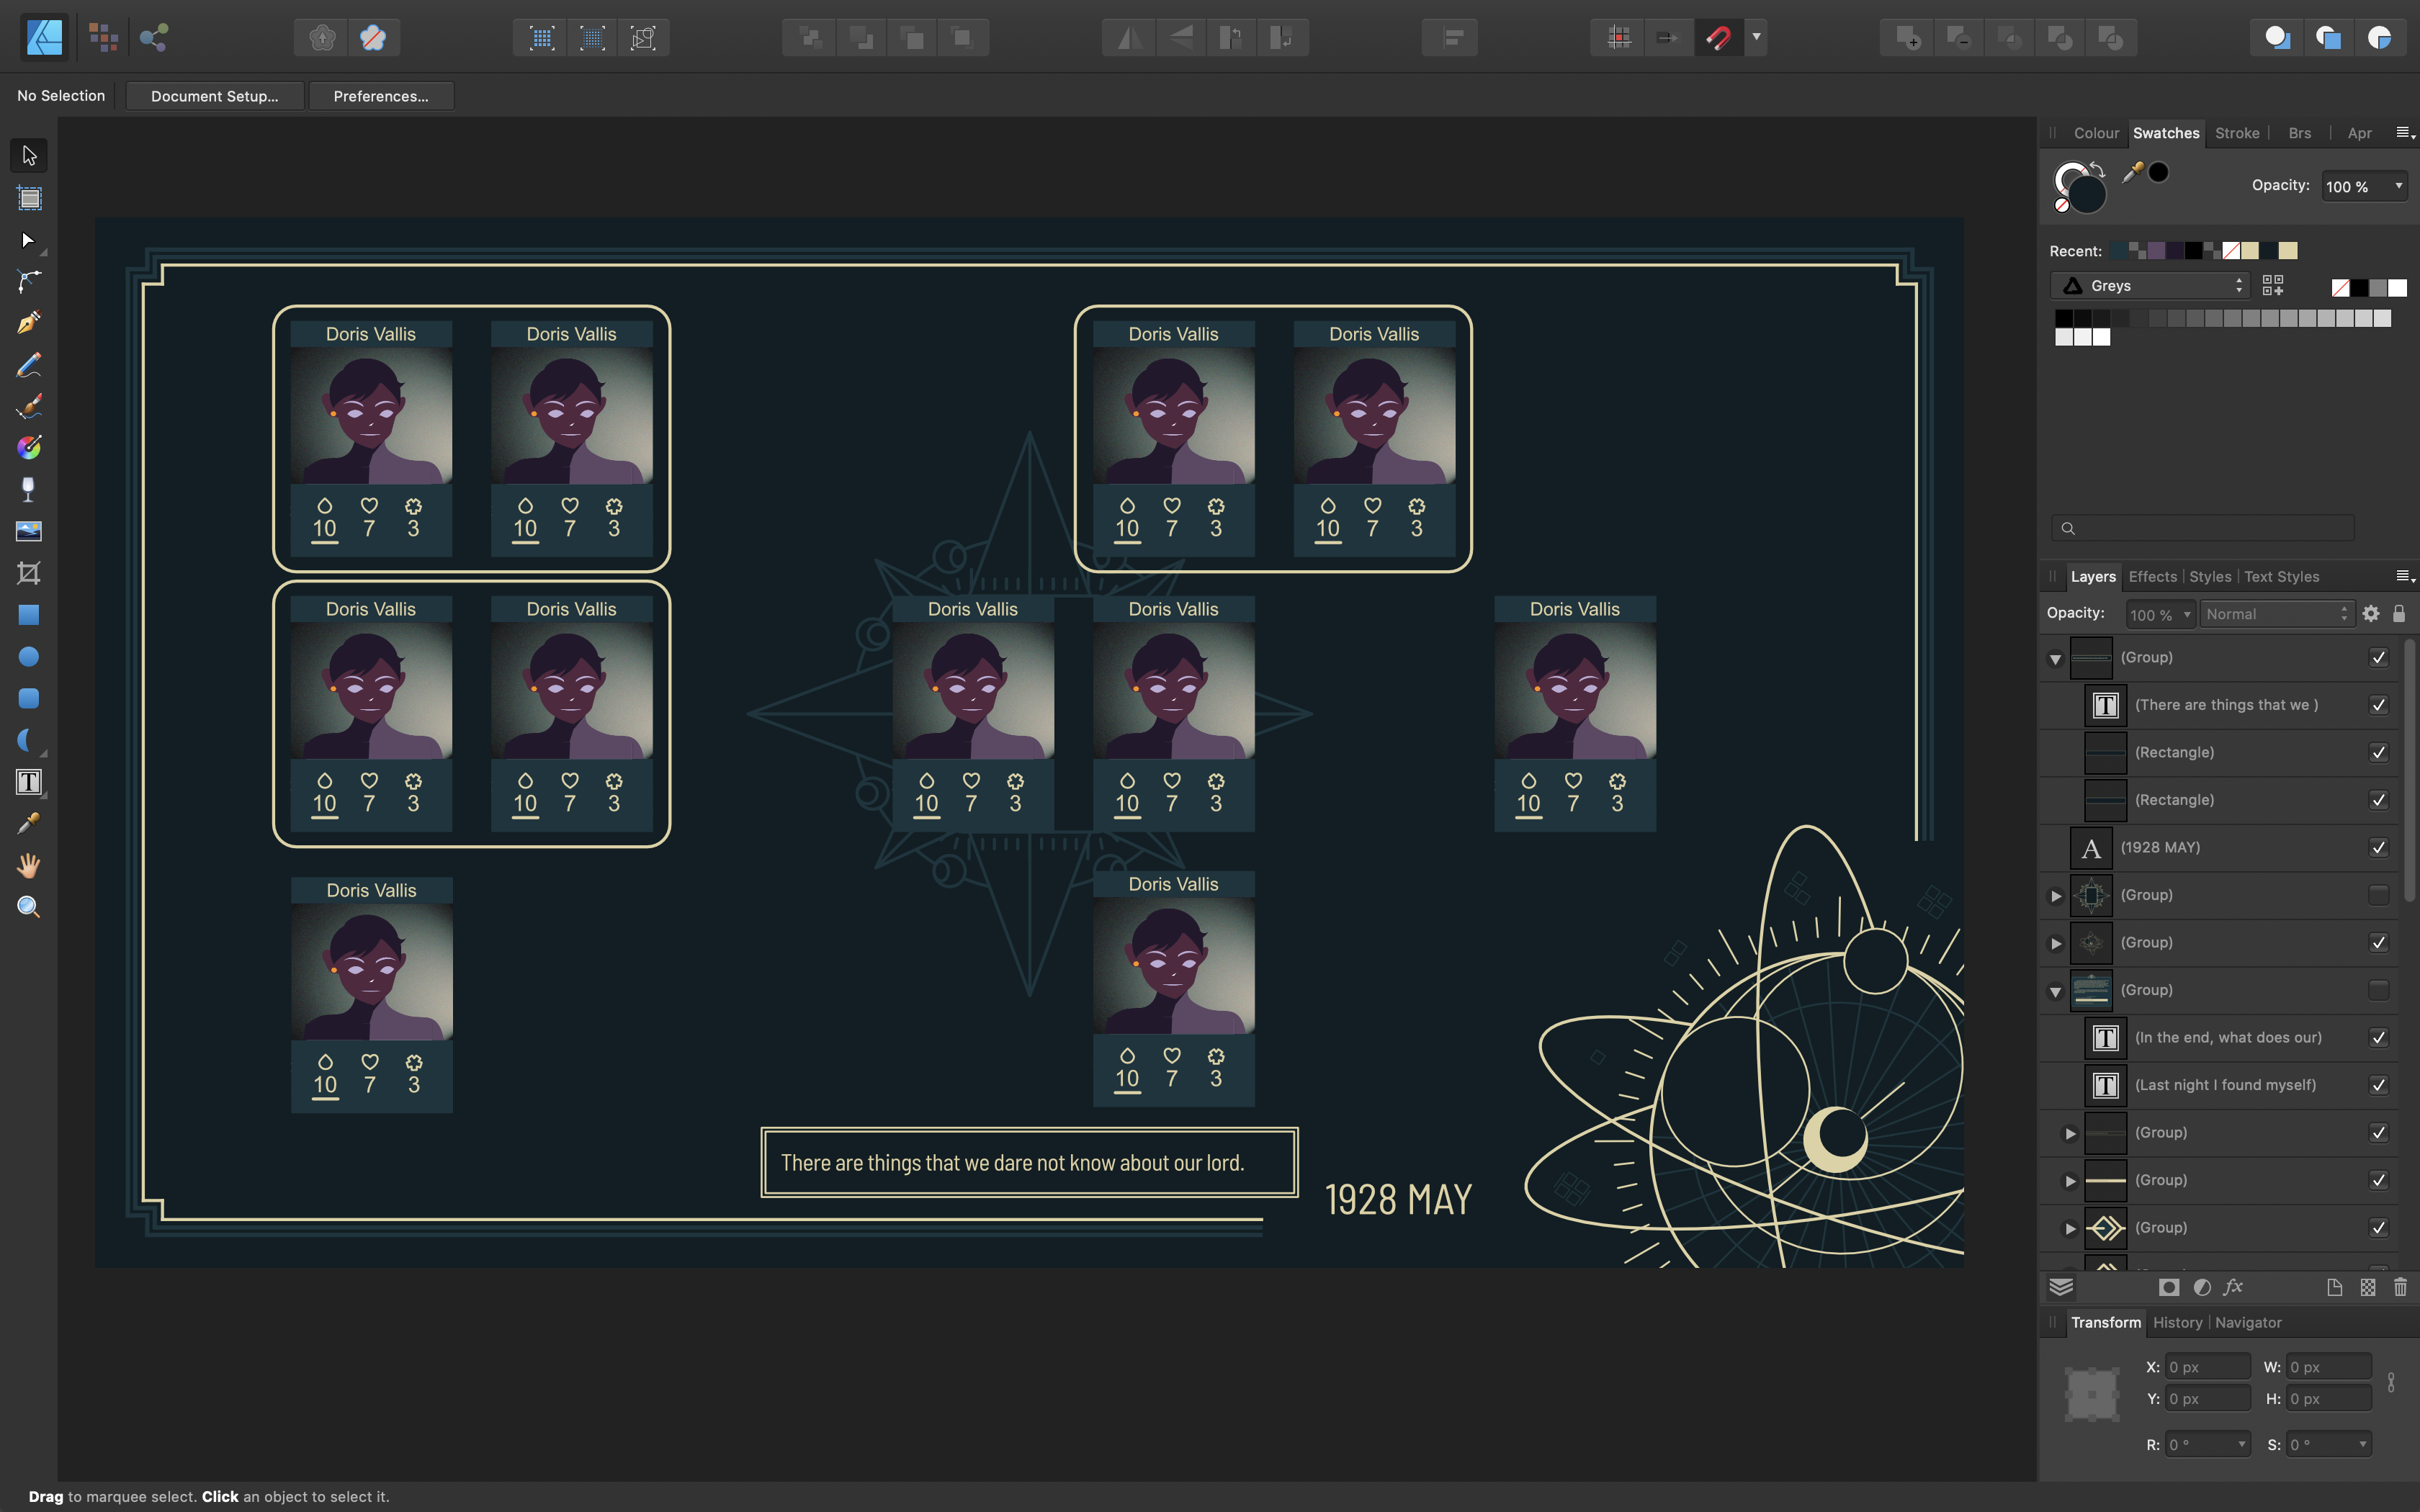 No Selection
Document Setup...
Preferences...
Colour
Swatches
Stroke
Brs
Apr
Opacity:
100 %
Recent:
Greys
Doris Vallis
Doris Vallis
Doris Vallis
Doris Vallis
10 7 3
10 7 3
10 7 3
10 7 3
Doris Vallis
Doris Vallis
Doris Vallis
Doris Vallis
Doris Vallis
10 7 3
10 7 3
10 7 3
10 7 3
10 7 3
Doris Vallis
Doris Vallis
10 7 3
10 7 3
There are things that we dare not know about our lord.
1928 MAY
Layers
Effects
Styles
Text Styles
Opacity:
100 %
Normal
(Group)
(There are things that we )
(Rectangle)
(Rectangle)
(1928 MAY)
(Group)
(Group)
(Group)
(In the end, what does our)
(Last night I found myself)
(Group)
(Group)
(Group)
Transform
History
Navigator
X: 0 px
W: 0 px
Y: 0 px
H: 0 px
R: 0 °
S: 0 °
Drag to marquee select. Click an object to select it.